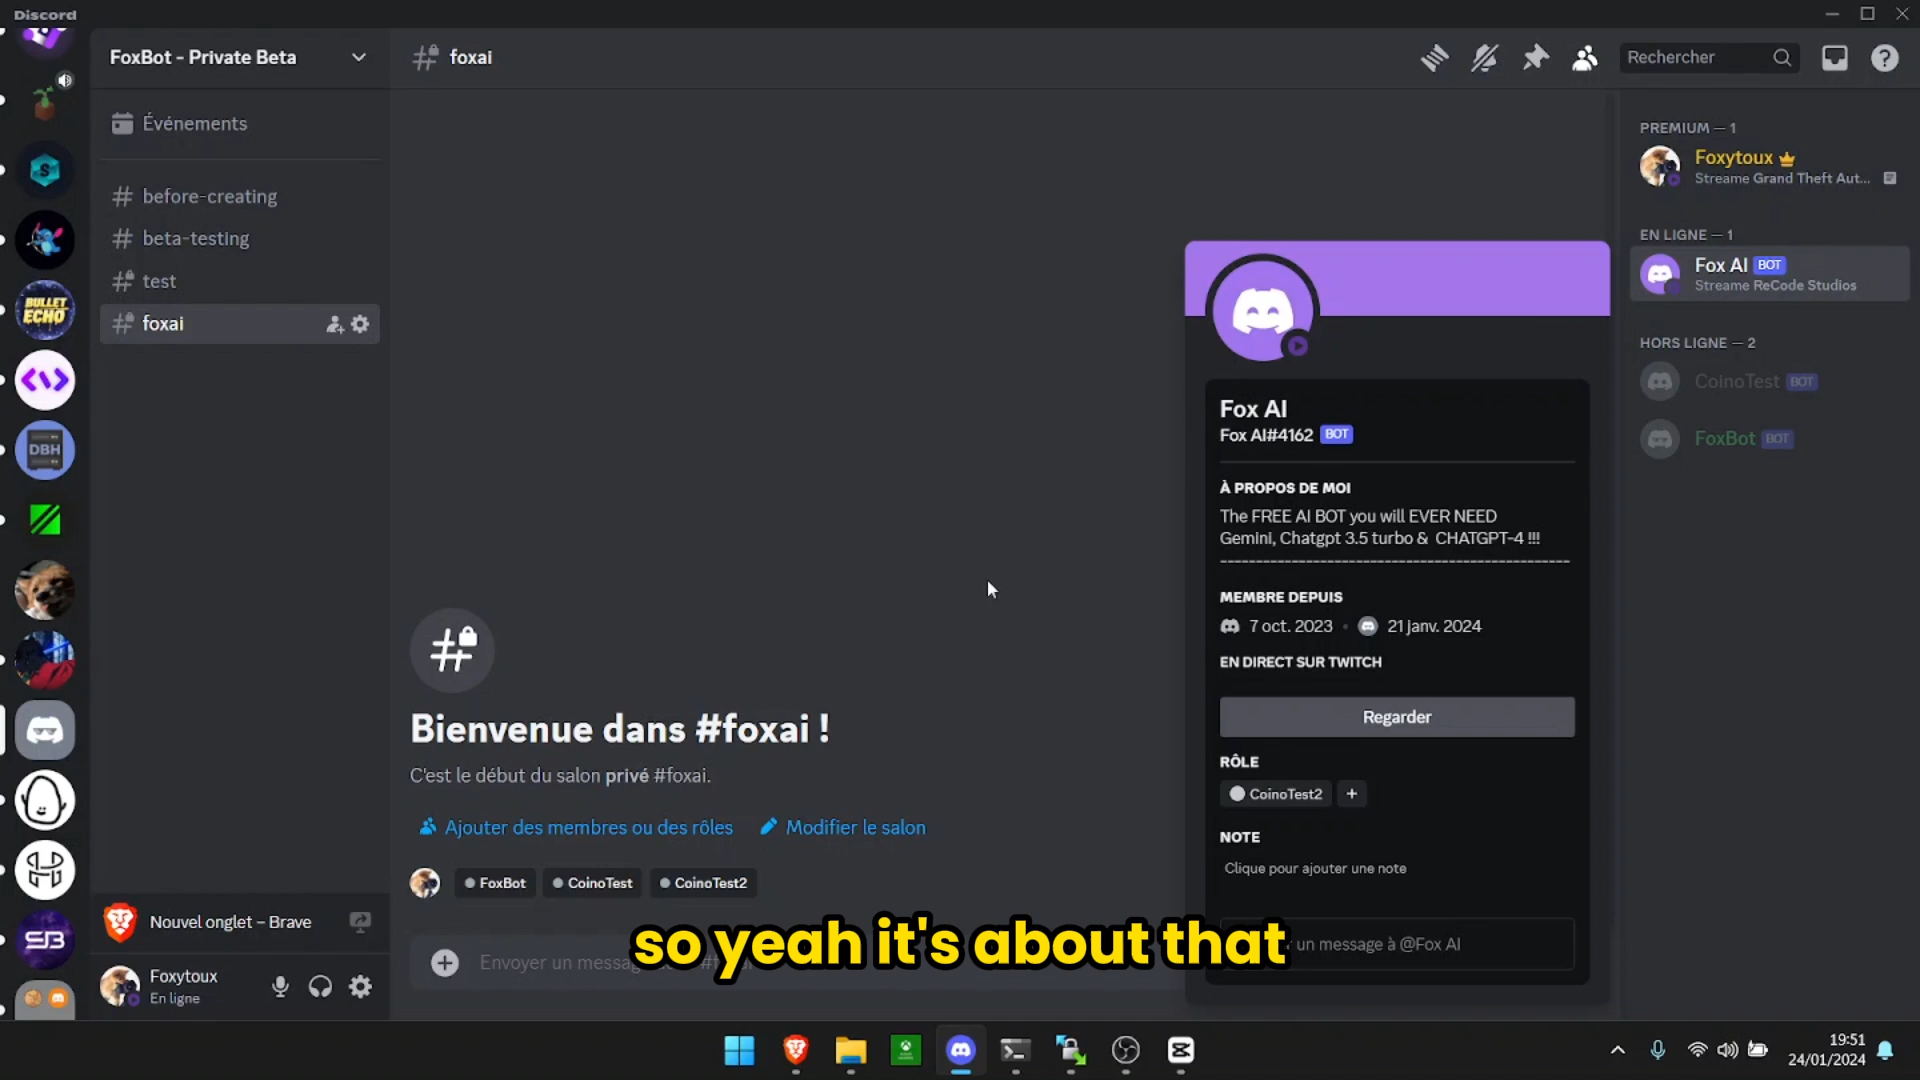 Discord
FoxBot - Private Beta
foxai
Rechercher
Événements
before-creating
beta-testing
test
foxai
BULLET
ECHO
DBH
SB
Bienvenue dans #foxai !
C'est le début du salon privé #foxai.
Ajouter des membres ou des rôles
Modifier le salon
FoxBot
CoinoTest
CoinoTest2
Envoyer un messag
so yeah it's about that
Nouvel onglet – Brave
Foxytoux
En ligne
Fox AI
Fox AI#4162 BOT
À PROPOS DE MOI
The FREE AI BOT you will EVER NEED
Gemini, Chatgpt 3.5 turbo & CHATGPT-4 !!!
------------------------------------------------
MEMBRE DEPUIS
7 oct. 2023 • 21 janv. 2024
EN DIRECT SUR TWITCH
Regarder
RÔLE
CoinoTest2 +
NOTE
Clique pour ajouter une note
un message à @Fox AI
PREMIUM — 1
Foxytoux
Streame Grand Theft Aut...
EN LIGNE — 1
Fox AI BOT
Streame ReCode Studios
HORS LIGNE — 2
CoinoTest BOT
FoxBot BOT
19:51
24/01/2024